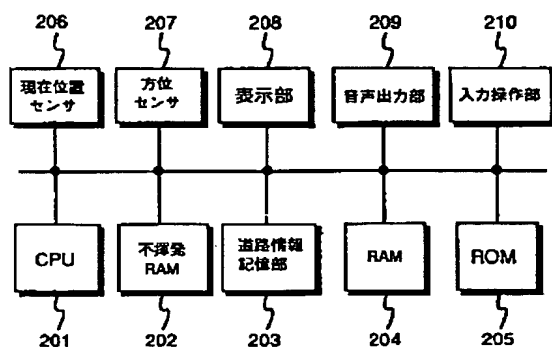 206 207 208 209 210
現在位置
センサ
方位
センサ
表示部
音声出力部
入力操作部
CPU
不揮発
RAM
道路情報
記憶部
RAM
ROM
201 202 203 204 205